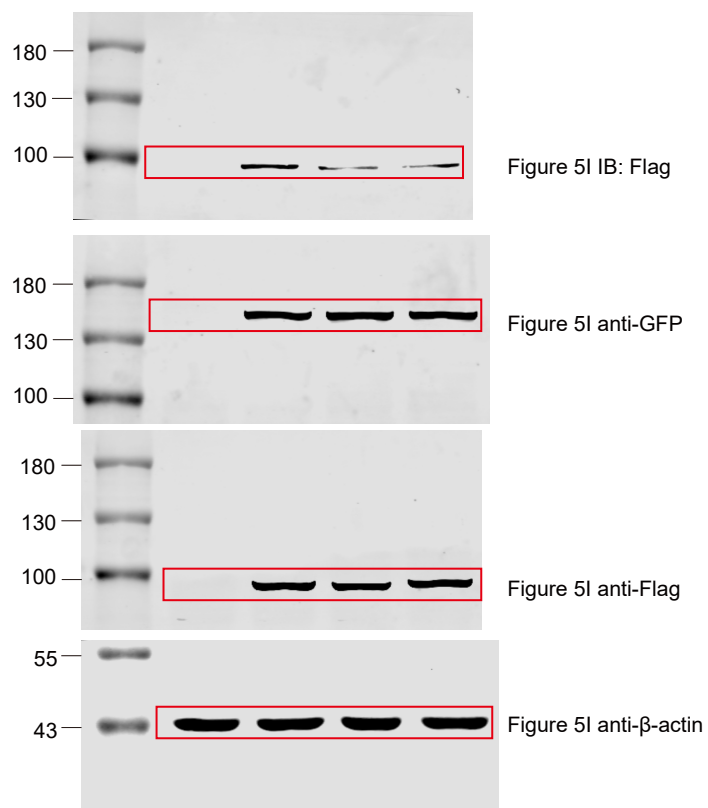 180
130
100
Figure 5I IB: Flag
180
130
100
Figure 5I anti-GFP
180
130
100
Figure 5I anti-Flag
55
43
Figure 5I anti-β-actin